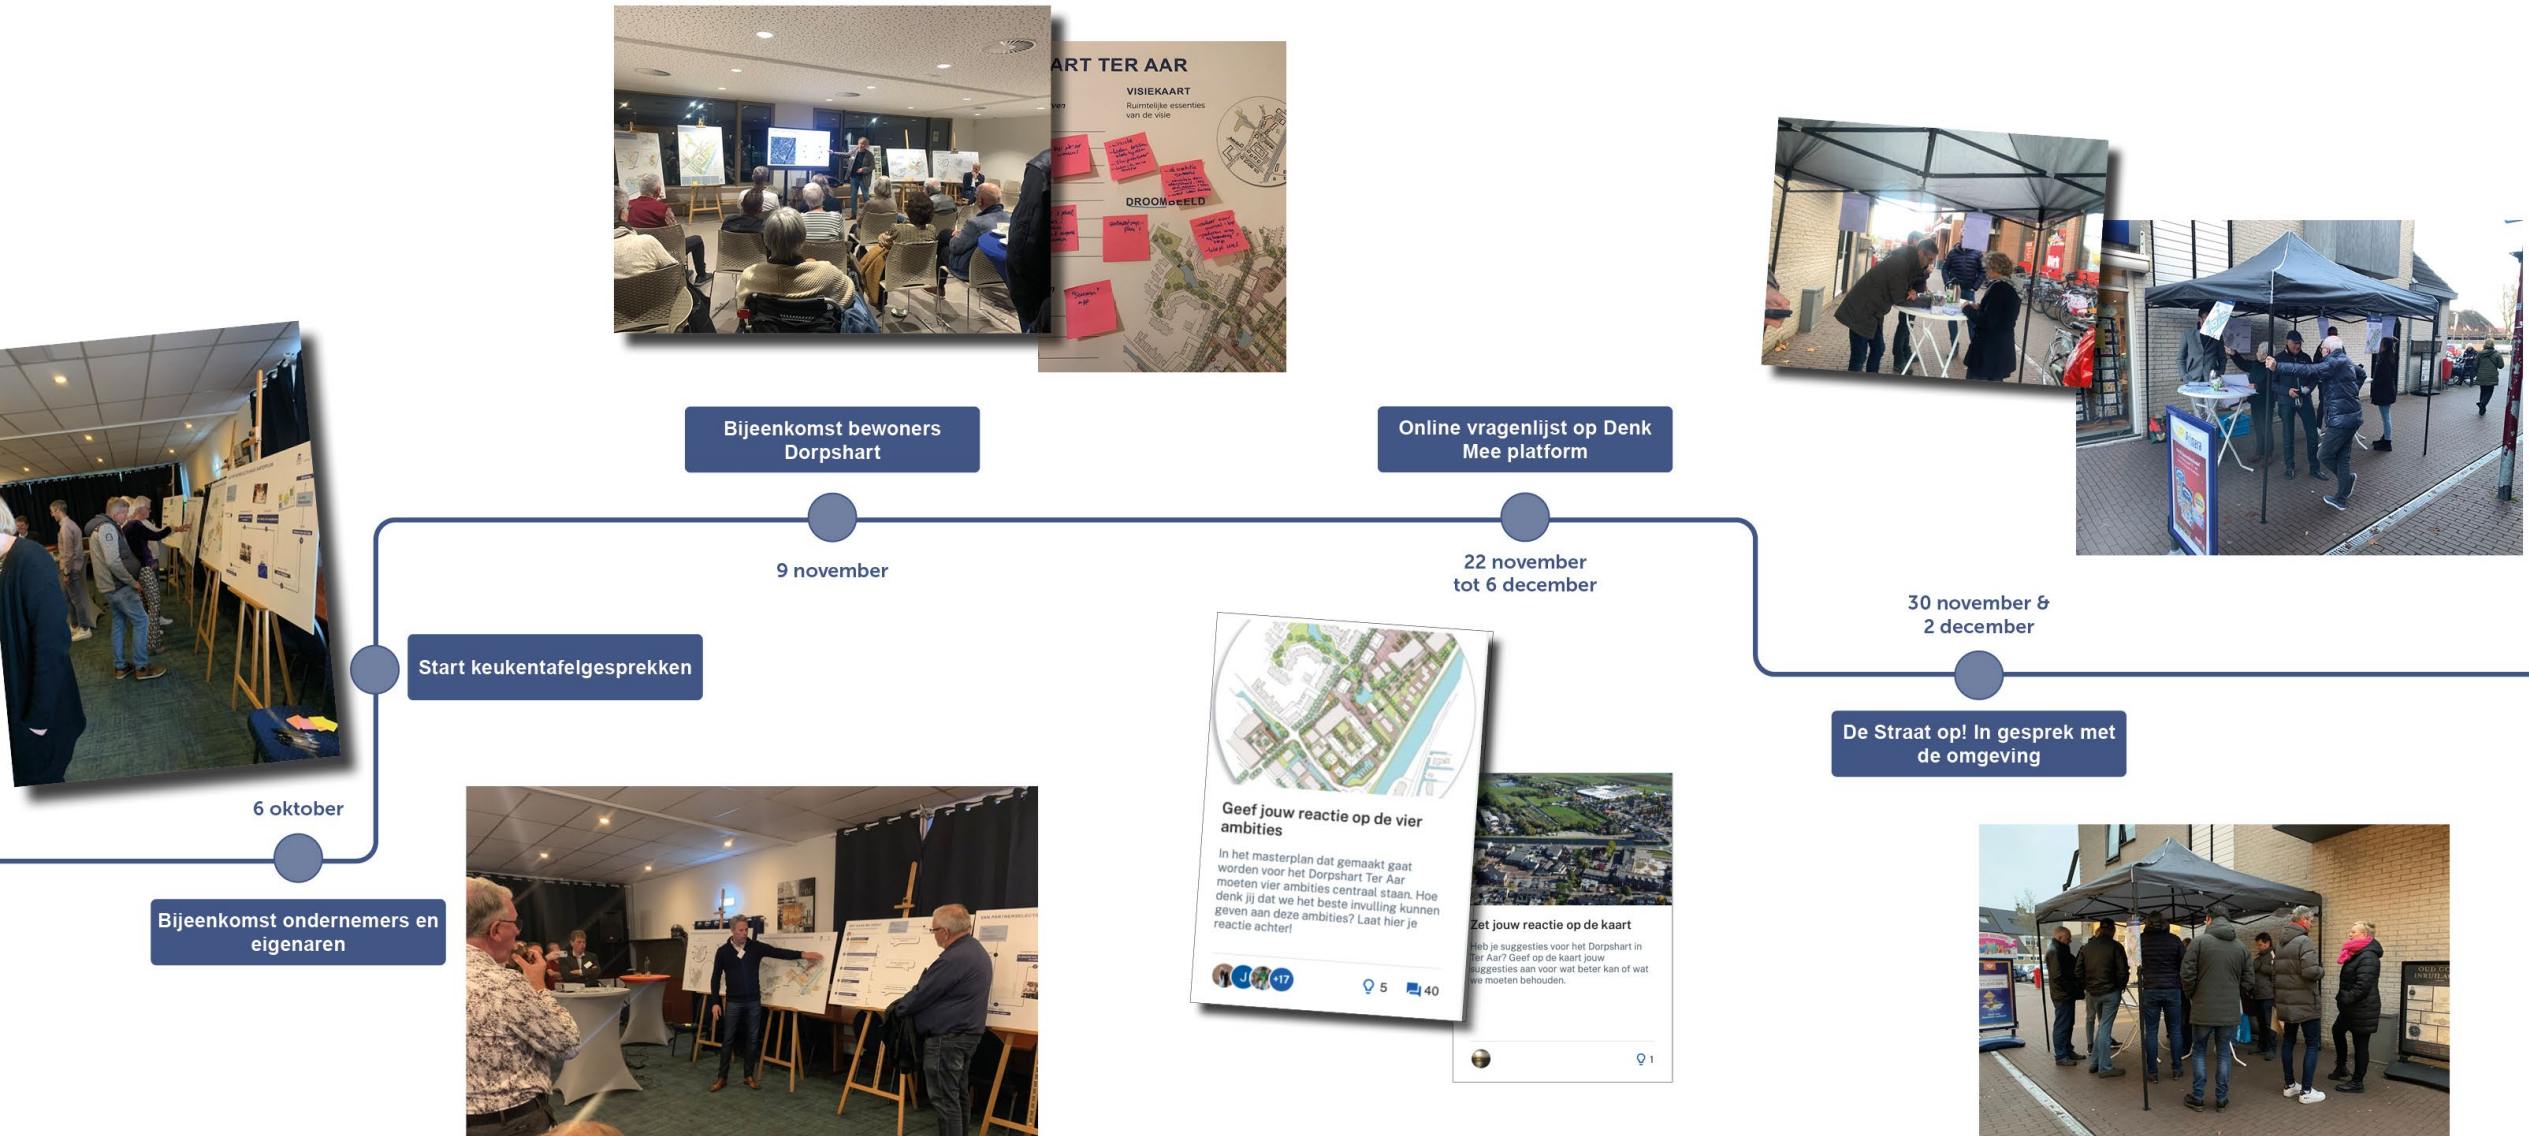 ART TER AAR
VISIEKAART
Ruimtelijke essenties
van de visie
DROOMBEELD
Bijeenkomst bewoners
Dorpshart
9 november
Online vragenlijst op Denk
Mee platform
22 november
tot 6 december
30 november &
2 december
De Straat op! In gesprek met
de omgeving
Start keukentafelgesprekken
6 oktober
Bijeenkomst ondernemers en
eigenaren
Geef jouw reactie op de vier
ambities
In het masterplan dat gemaakt gaat
worden voor het Dorpshart Ter Aar
moeten vier ambities centraal staan. Hoe
denk jij dat we het beste invulling kunnen
geven aan deze ambities? Laat hier je
reactie achter!
J
+17
5
40
Zet jouw reactie op de kaart
Heb je suggesties voor het Dorpshart in
Ter Aar? Geef op de kaart jouw
suggesties aan voor wat beter kan of wat
we moeten behouden.
1
Primera